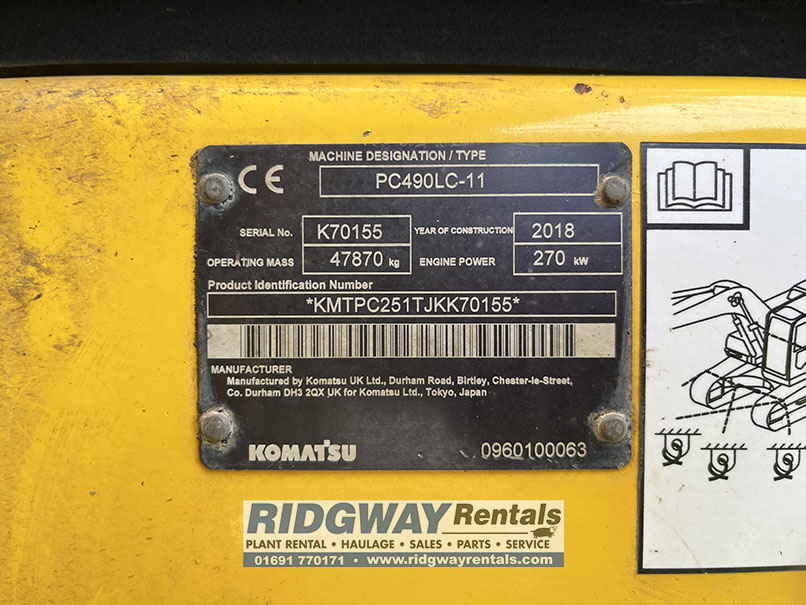 CE
MACHINE DESIGNATION / TYPE
PC490LC-11
SERIAL No. K70155 YEAR OF CONSTRUCTION 2018
OPERATING MASS 47870 kg ENGINE POWER 270 kW
Product Identification Number
*KMTPC251TJKK70155*
MANUFACTURER
Manufactured by Komatsu UK Ltd., Durham Road, Birtley, Chester-le-Street,
Co. Durham DH3 2QX UK for Komatsu Ltd., Tokyo, Japan
KOMATSU 0960100063
RIDGWAY Rentals
PLANT RENTAL • HAULAGE • SALES • PARTS • SERVICE
01691 770171 • www.ridgwayrentals.com